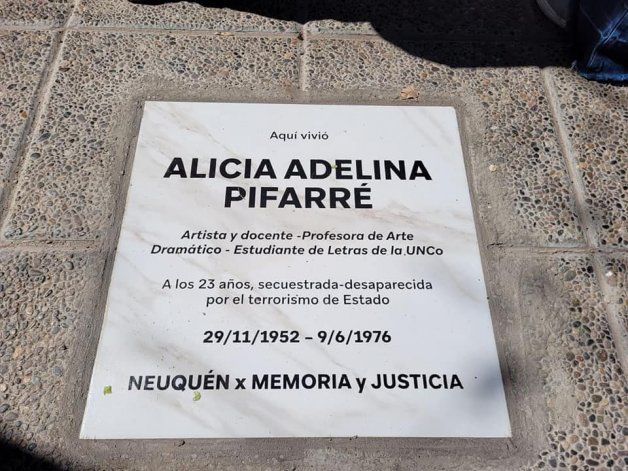 Aquí vivió
ALICIA ADELINA
PIFARRÉ
Artista y docente -Profesora de Arte
Dramático - Estudiante de Letras de la UNCo
A los 23 años, secuestrada-desaparecida
por el terrorismo de Estado
29/11/1952 – 9/6/1976
NEUQUÉN x MEMORIA y JUSTICIA